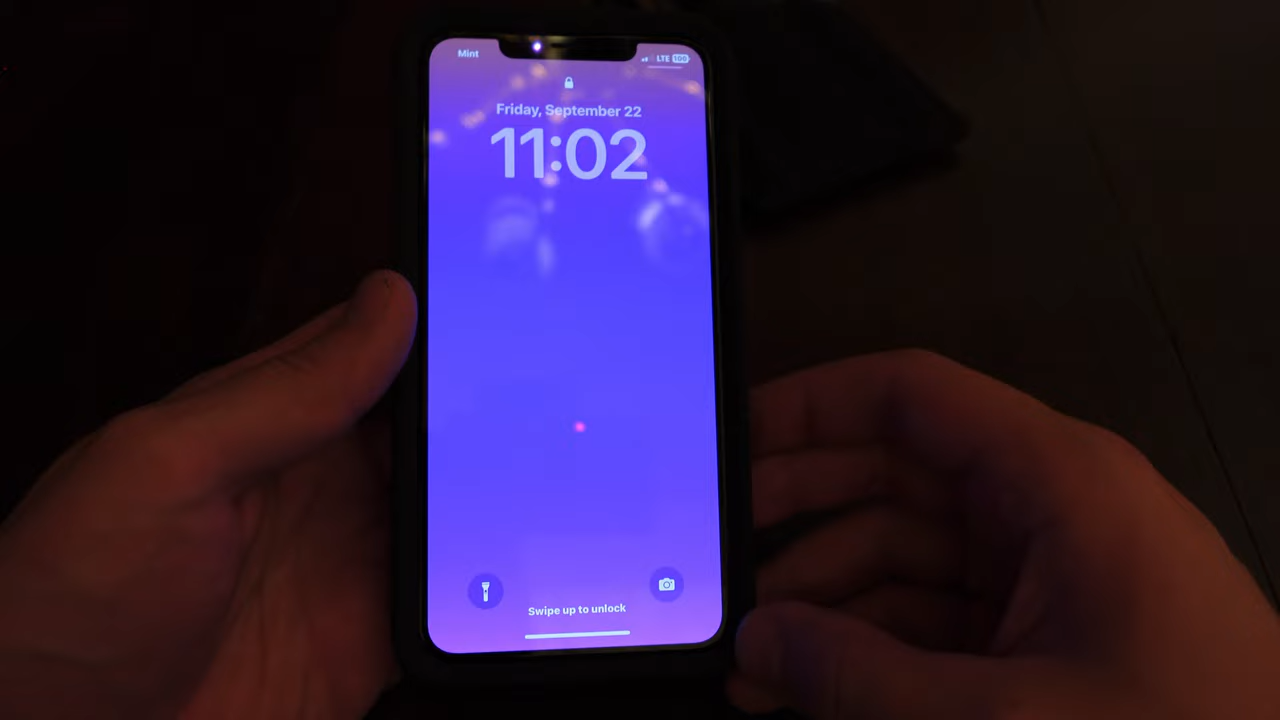 Mint
LTE 100
Friday, September 22
11:02
Swipe up to unlock